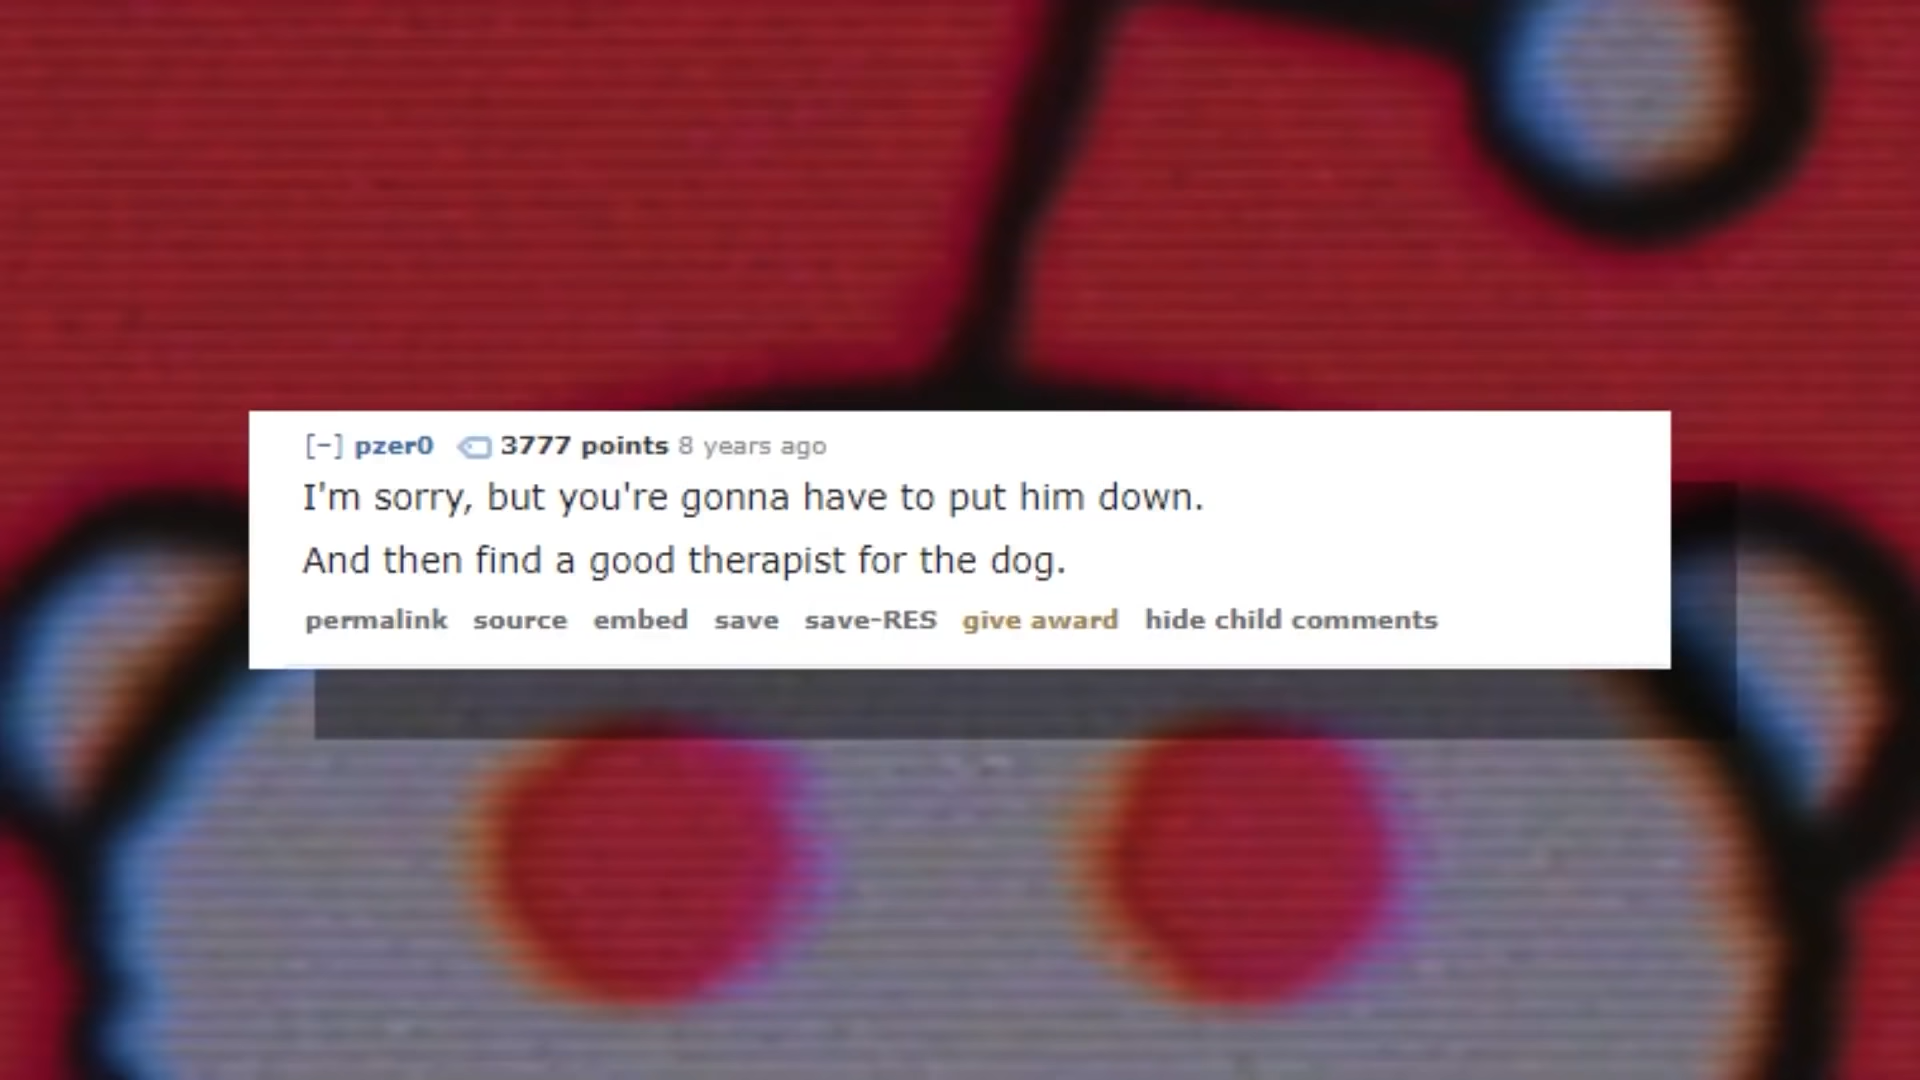 [−] pzer0 3777 points 8 years ago
I'm sorry, but you're gonna have to put him down.
And then find a good therapist for the dog.
permalink source embed save save-RES give award hide child comments